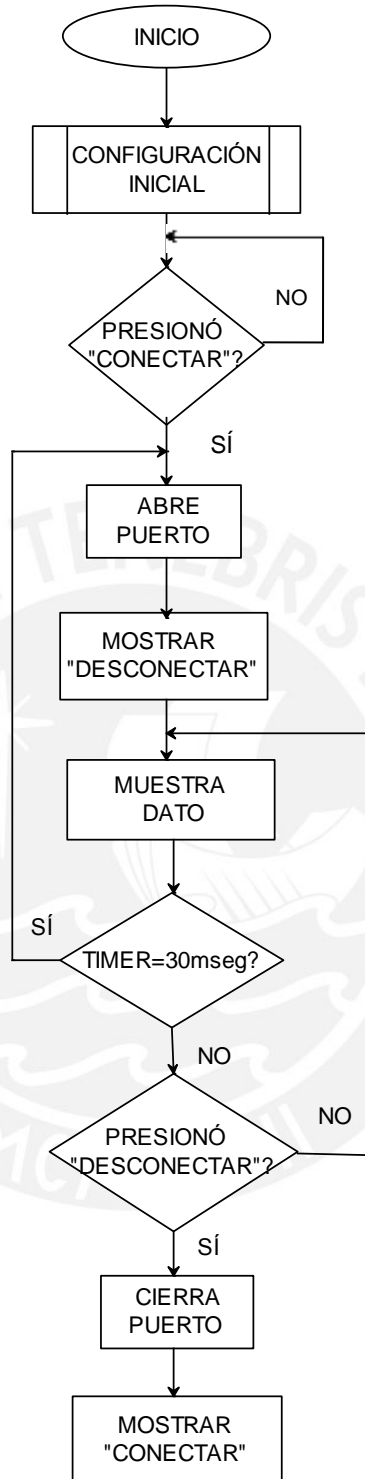 INICIO
CONFIGURACIÓN
INICIAL
NO
PRESIONÓ
"CONECTAR"?
SÍ
ABRE
PUERTO
MOSTRAR
"DESCONECTAR"
MUESTRA
DATO
SÍ
TIMER=30mseg?
NO
NO
PRESIONÓ
"DESCONECTAR"?
SÍ
CIERRA
PUERTO
MOSTRAR
"CONECTAR"